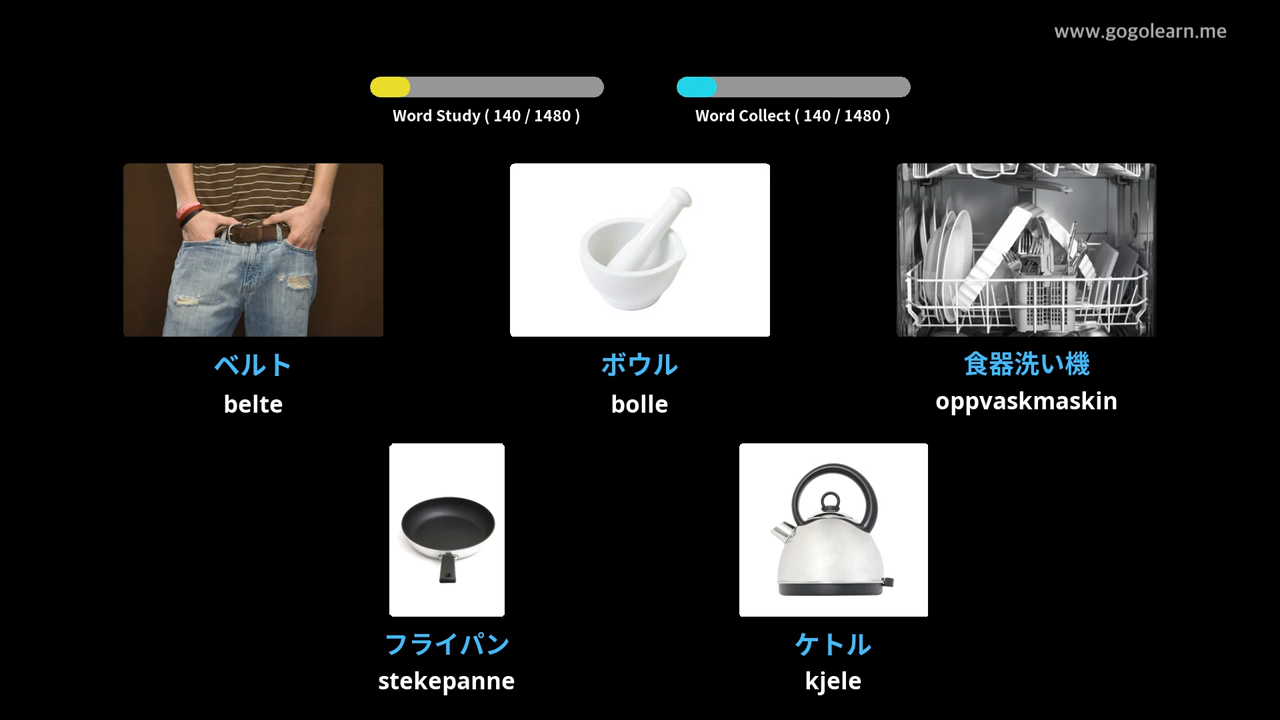 www.gogolearn.me
Word Study ( 140 / 1480 )
Word Collect ( 140 / 1480 )
ベルト
belte
ボウル
bolle
食器洗い機
oppvaskmaskin
フライパン
stekepanne
ケトル
kjele